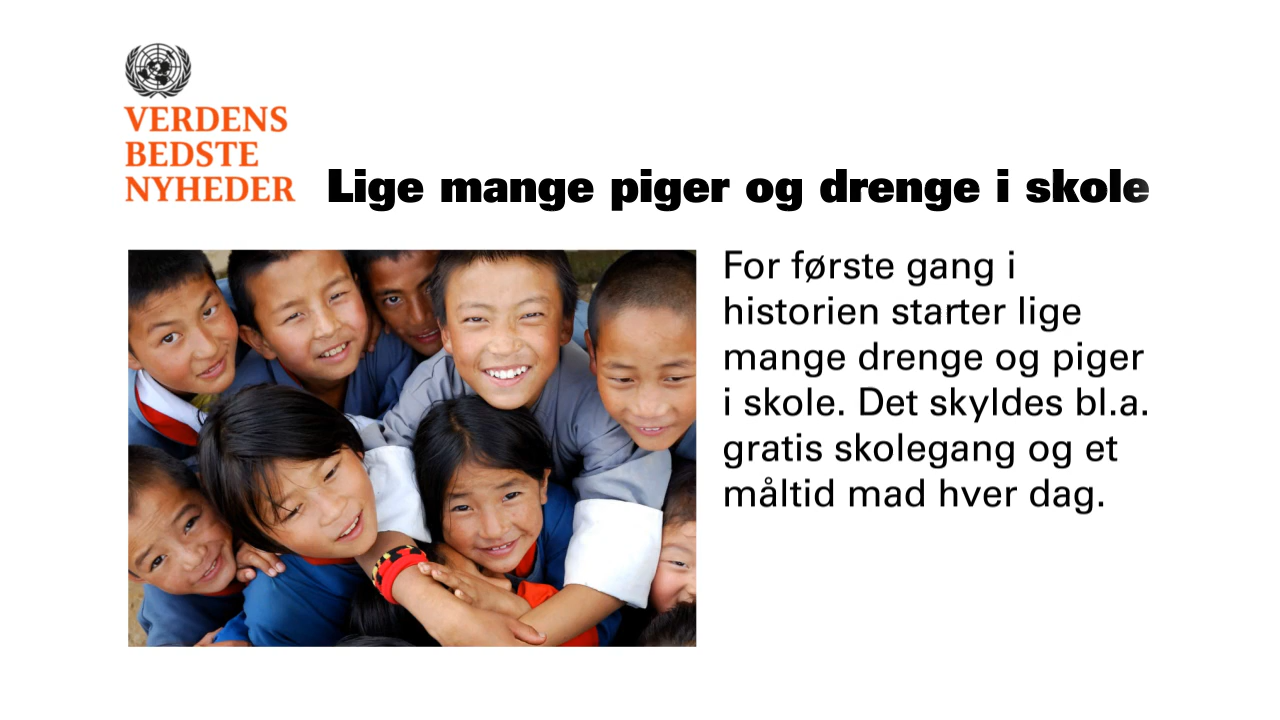 VERDENS
BEDSTE
NYHEDER
Lige mange piger og drenge i skole
For første gang i
historien starter lige
mange drenge og piger
i skole. Det skyldes bl.a.
gratis skolegang og et
måltid mad hver dag.